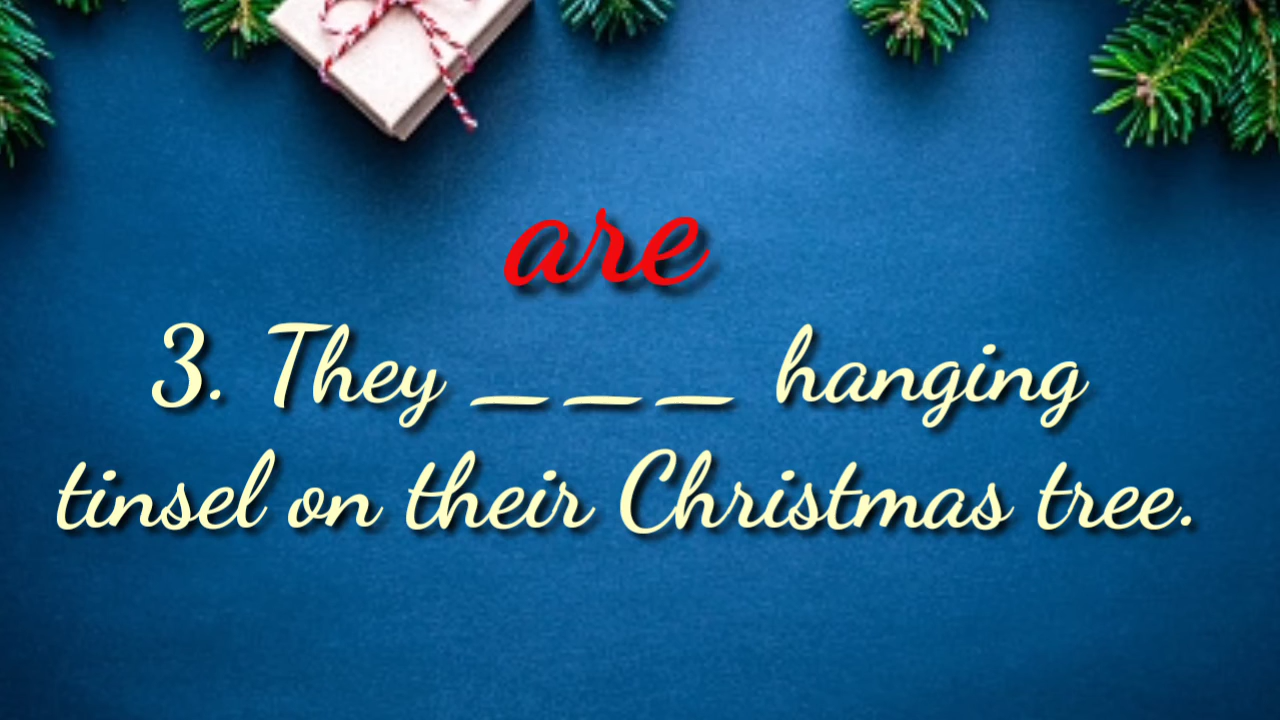 are
3. They ___ hanging
tinsel on their Christmas tree.